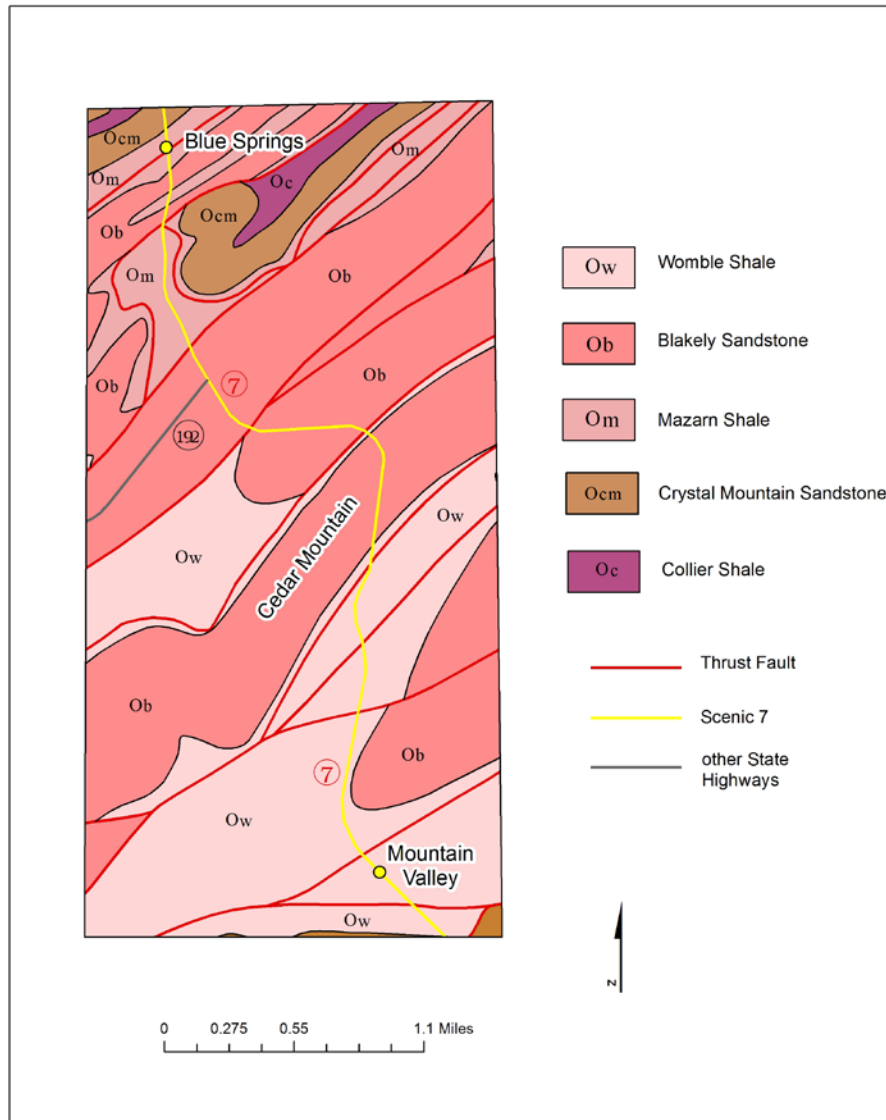 Ocm
Blue Springs
Om
Oc
Om
Ocm
Ob
Om
Ob
Ob
7
Ob
192
Ow
Cedar Mountain
Ow
Ob
Ob
7
Ow
Mountain
Valley
Ow
Ow Womble Shale
Ob Blakely Sandstone
Om Mazarn Shale
Ocm Crystal Mountain Sandstone
Oc Collier Shale
Thrust Fault
Scenic 7
other State
Highways
N
0 0.275 0.55 1.1 Miles